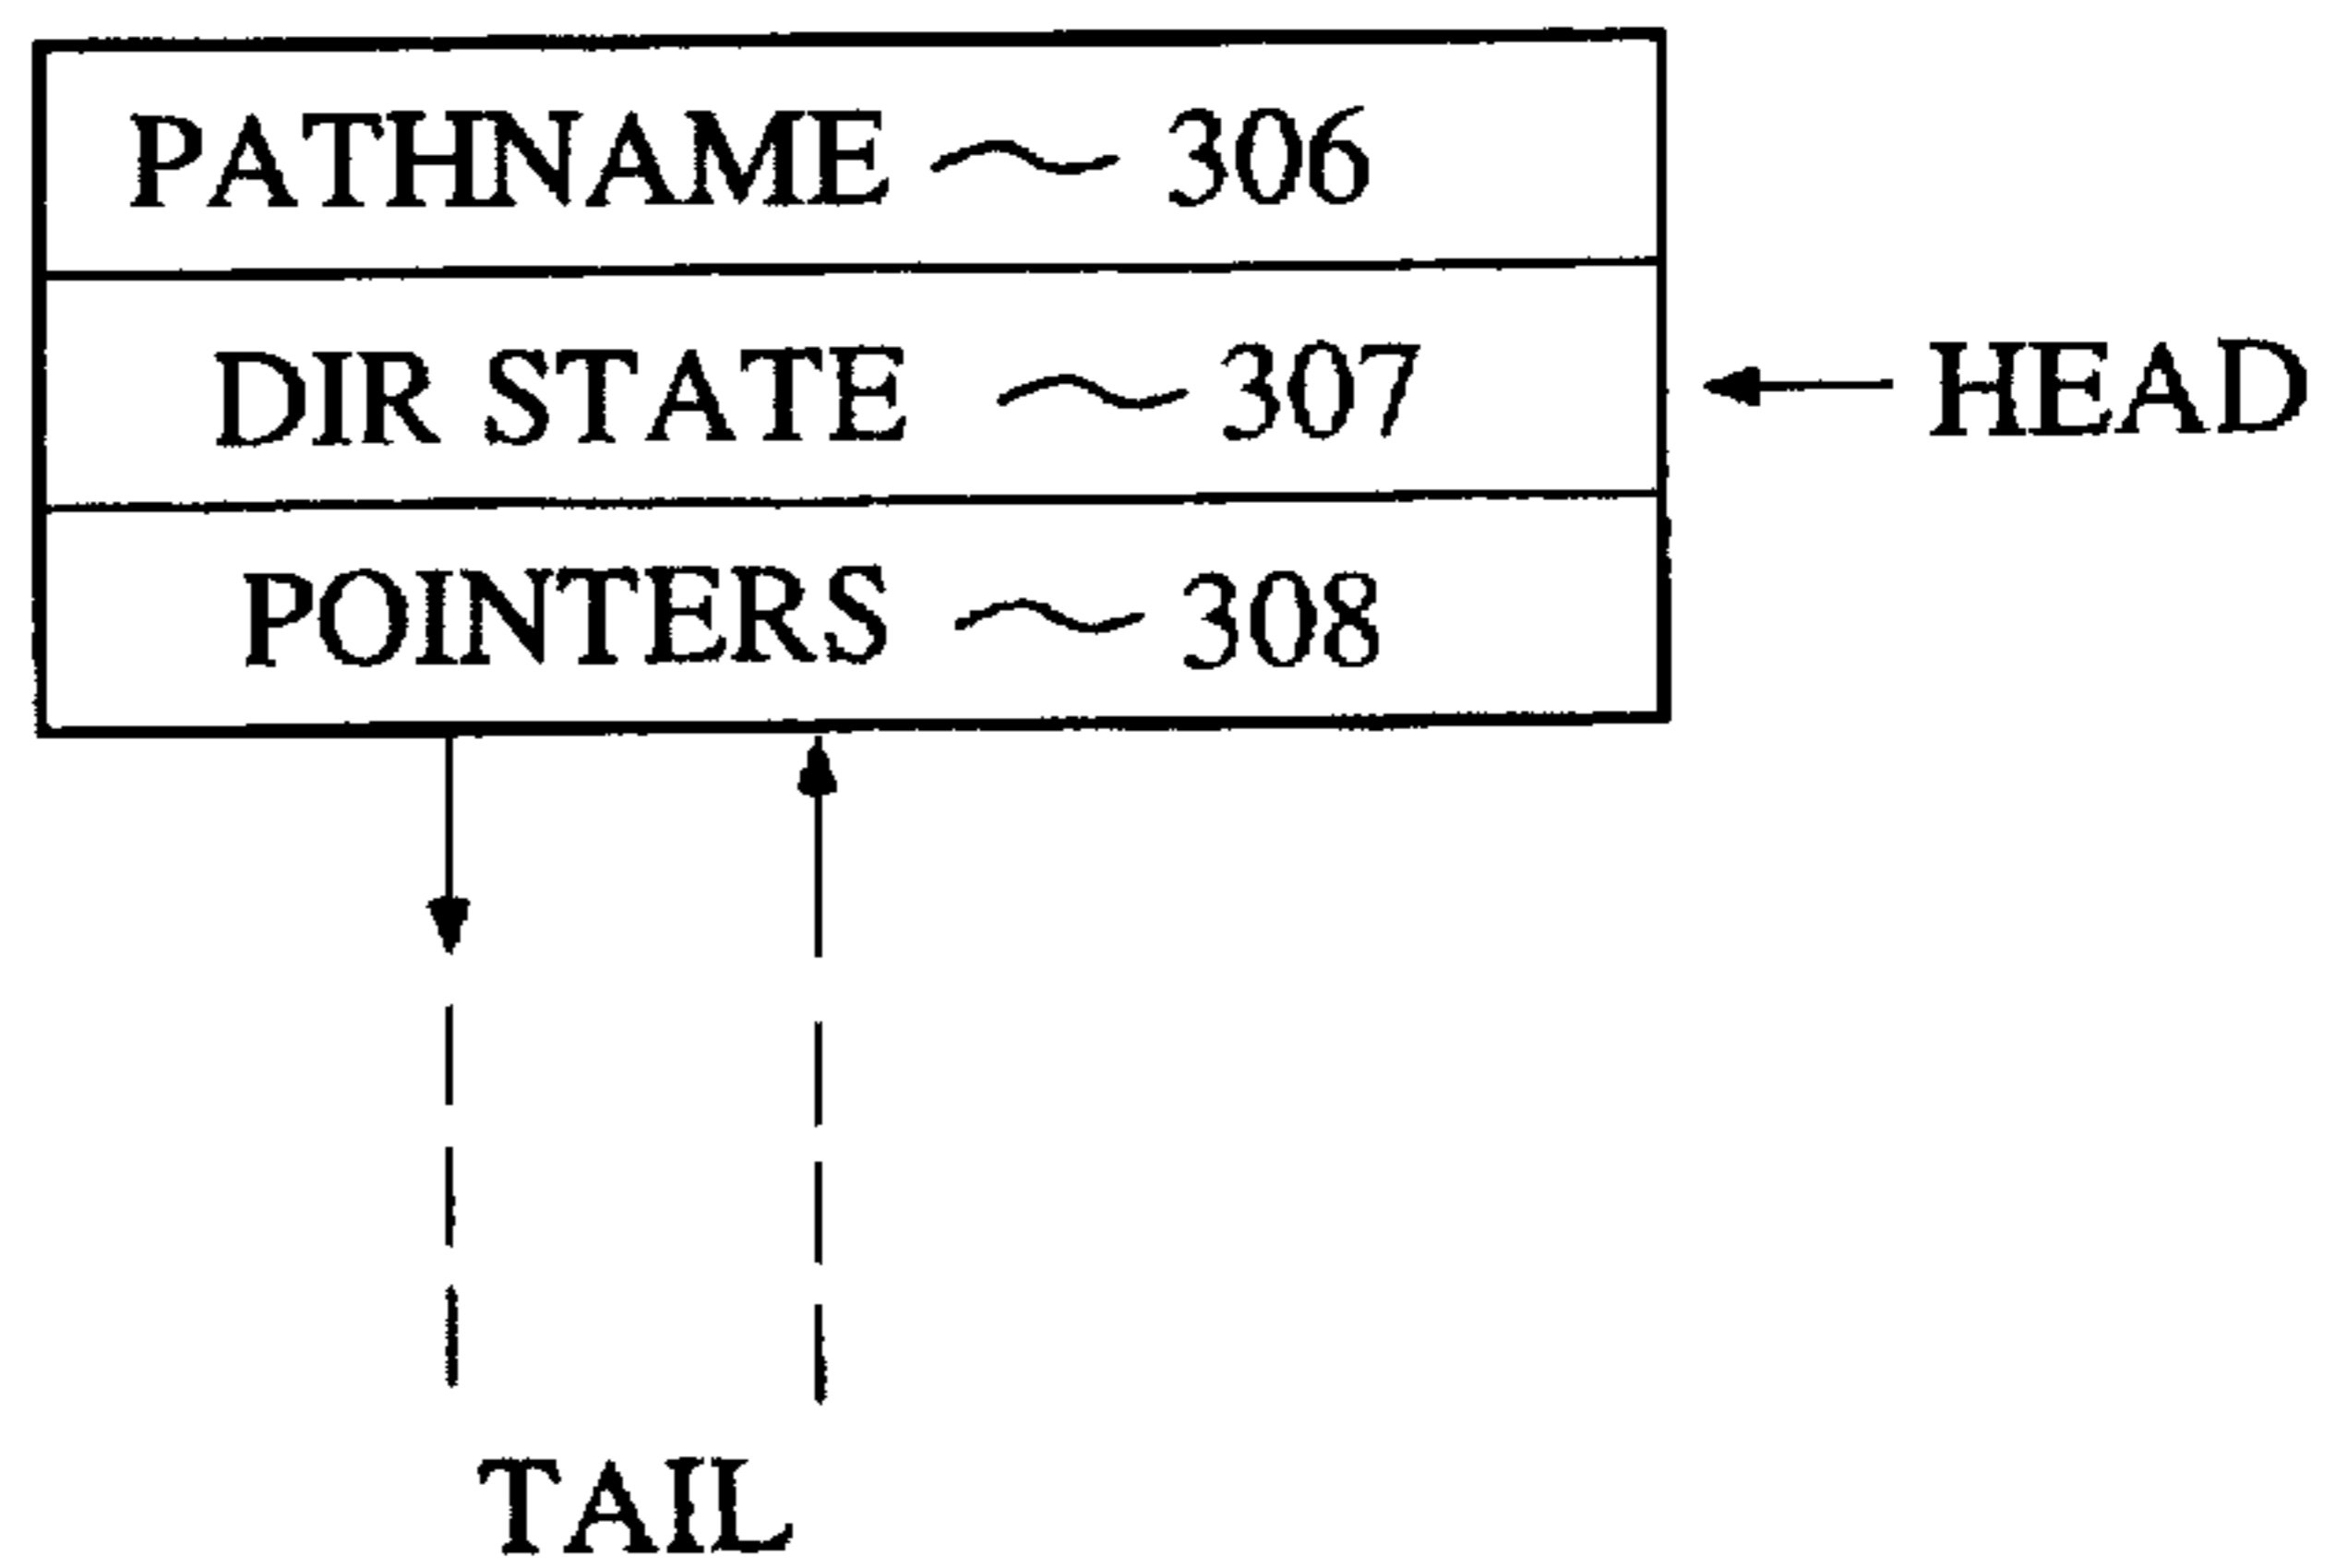 PATHNAME ~ 306
DIR STATE ~ 307
HEAD
POINTERS ~ 308
TAIL